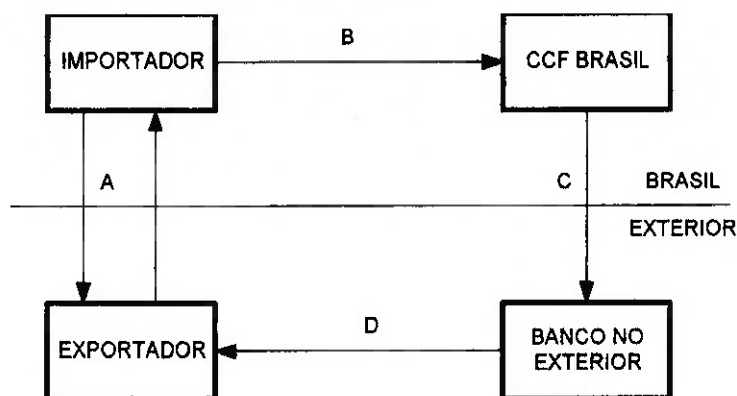 IMPORTADOR
B
CCF BRASIL
A
C
BRASIL
EXTERIOR
EXPORTADOR
D
BANCO NO
EXTERIOR